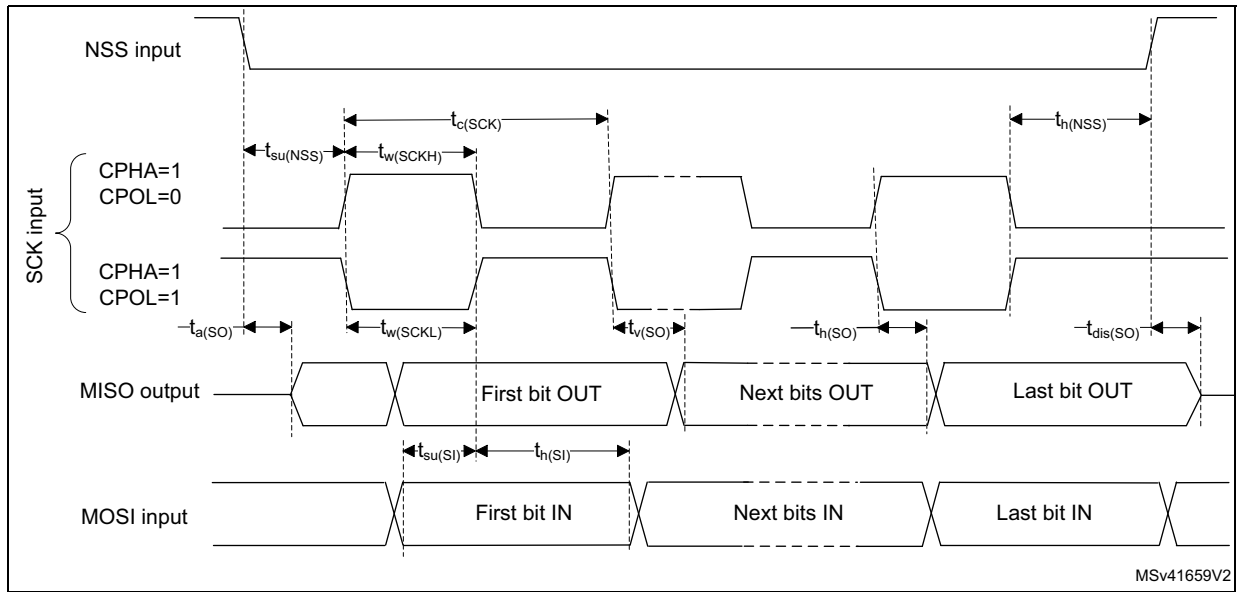 NSS input
tc(SCK)
th(NSS)
tsu(NSS)
tw(SCKH)
SCK input
CPHA=1
CPOL=0
CPHA=1
CPOL=1
ta(SO)
tw(SCKL)
tv(SO)
th(SO)
tdis(SO)
MISO output
First bit OUT
Next bits OUT
Last bit OUT
tsu(SI)
th(SI)
MOSI input
First bit IN
Next bits IN
Last bit IN
MSv41659V2